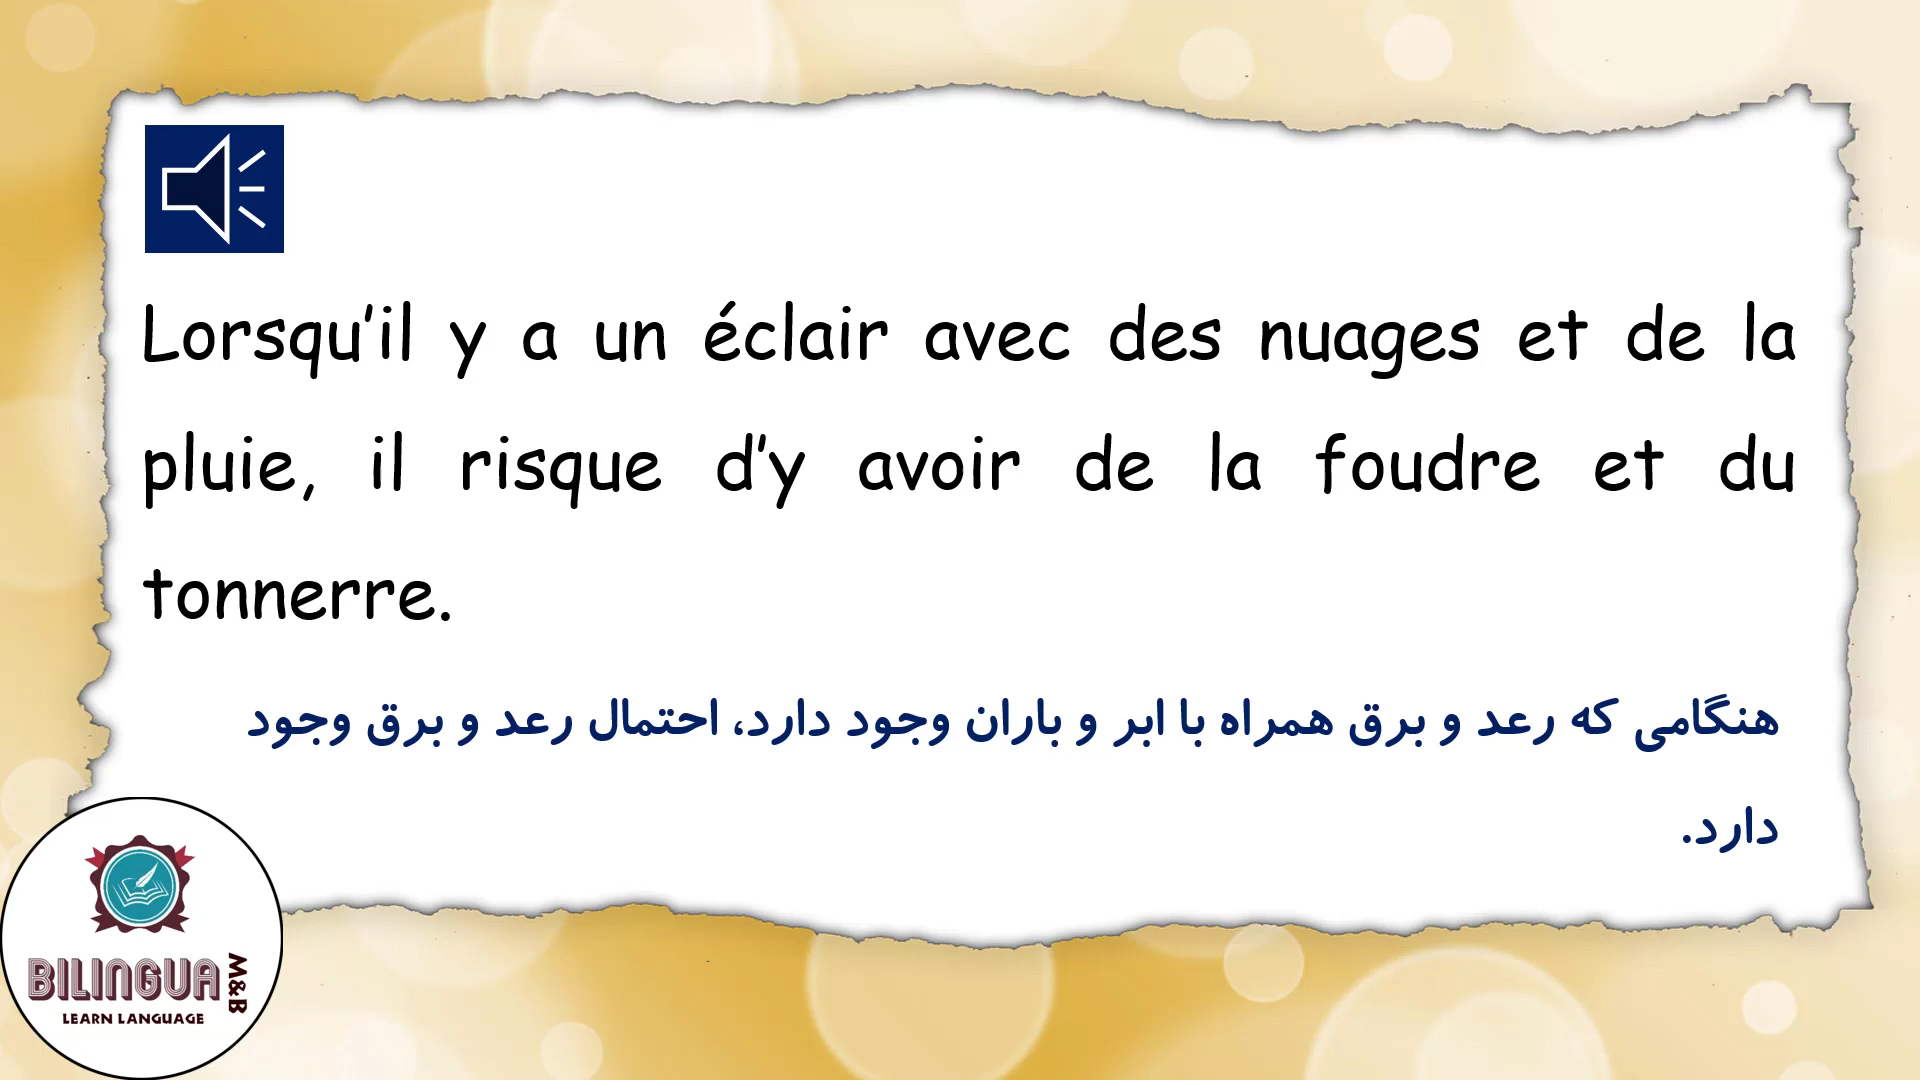 Lorsqu’il y a un éclair avec des nuages et de la
pluie, il risque d’y avoir de la foudre et du
tonnerre.
هنگامی که رعد و برق همراه با ابر و باران وجود دارد، احتمال رعد و برق وجود
دارد.
BILINGUA
M&B
LEARN LANGUAGE